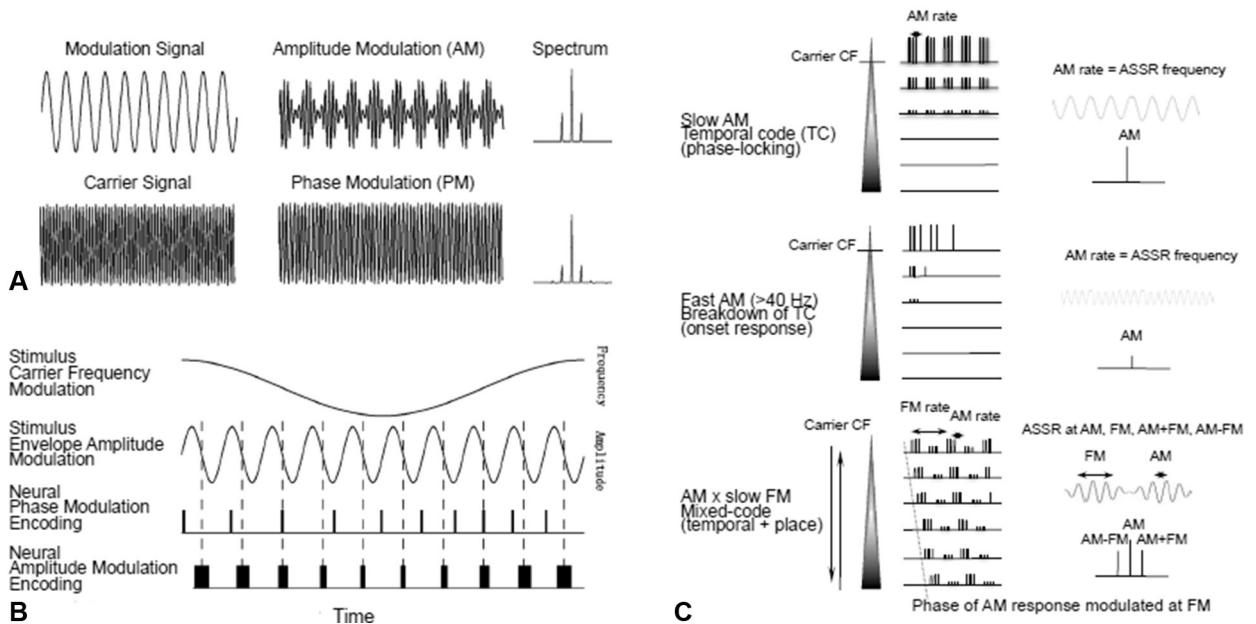 Modulation Signal
Amplitude Modulation (AM)
Spectrum
Carrier Signal
Phase Modulation (PM)
A
Stimulus
Carrier Frequency
Modulation
Frequency
Stimulus
Envelope Amplitude
Modulation
Amplitude
Neural
Phase Modulation
Encoding
Neural
Amplitude Modulation
Encoding
B
Time
AM rate
Carrier CF
Slow AM
Temporal code (TC)
(phase-locking)
AM rate = ASSR frequency
AM
Carrier CF
Fast AM (>40 Hz)
Breakdown of TC
(onset response)
AM rate = ASSR frequency
AM
FM rate
AM rate
Carrier CF
AM x slow FM
Mixed-code
(temporal + place)
ASSR at AM, FM, AM+FM, AM-FM
FM
AM
AM
AM-FM
AM+FM
C
Phase of AM response modulated at FM